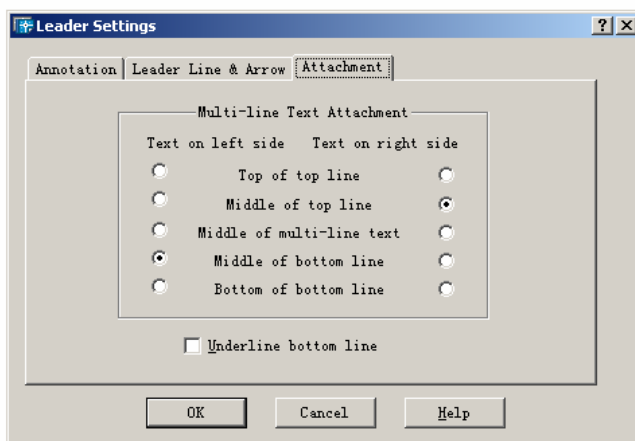 Leader Settings
Annotation Leader Line & Arrow Attachment
Multi-line Text Attachment
Text on left side Text on right side
Top of top line
Middle of top line
Middle of multi-line text
Middle of bottom line
Bottom of bottom line
Underline bottom line
OK Cancel Help